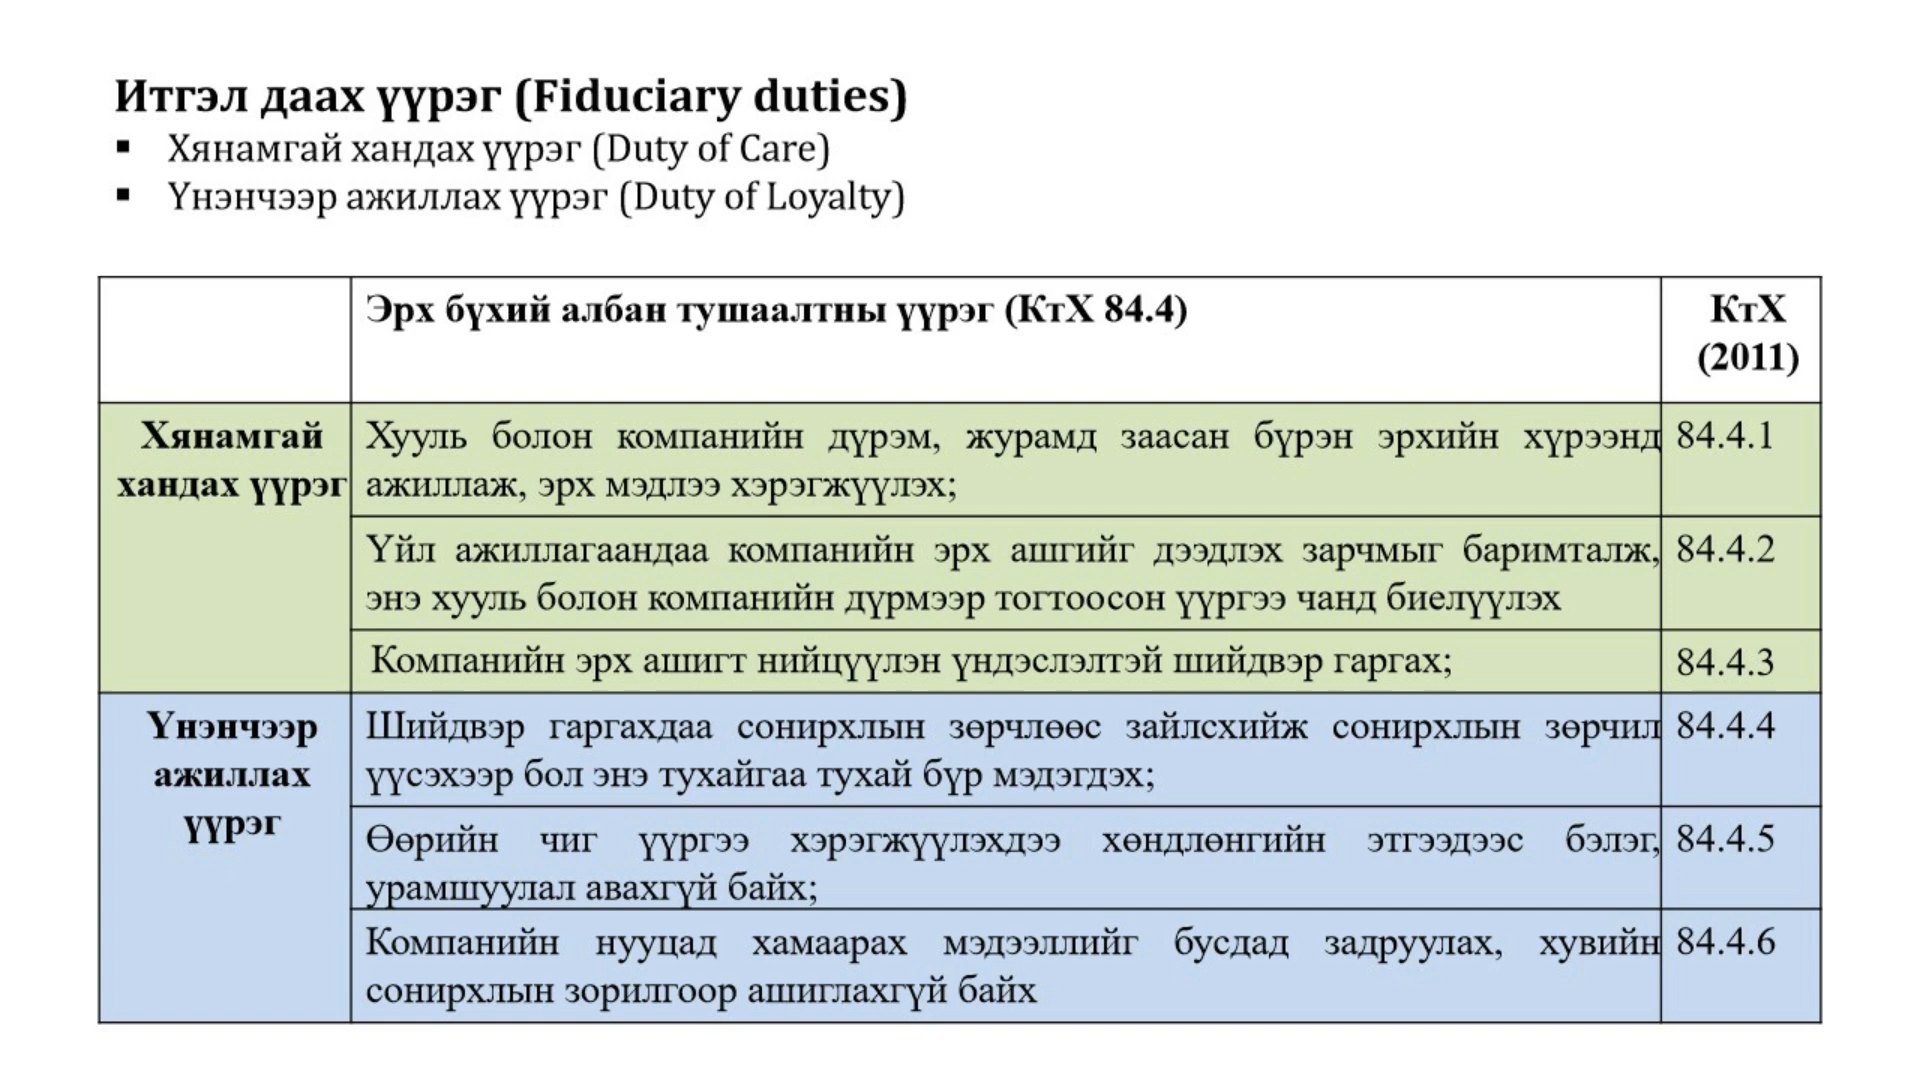 Итгэл даах үүрэг (Fiduciary duties)
▪ Хянамгай хандах үүрэг (Duty of Care)
▪ Үнэнчээр ажиллах үүрэг (Duty of Loyalty)
Эрх бүхий албан тушаалтны үүрэг (КтХ 84.4)
КтХ
(2011)
Хянамгай
хандах үүрэг
Хууль болон компанийн дүрэм, журамд заасан бүрэн эрхийн хүрээнд
ажиллаж, эрх мэдлээ хэрэгжүүлэх;
84.4.1
Үйл ажиллагаандаа компанийн эрх ашгийг дээдлэх зарчмыг баримталж,
энэ хууль болон компанийн дүрмээр тогтоосон үүргээ чанд биелүүлэх
84.4.2
Компанийн эрх ашигт нийцүүлэн үндэслэлтэй шийдвэр гаргах;
84.4.3
Үнэнчээр
ажиллах
үүрэг
Шийдвэр гаргахдаа сонирхлын зөрчлөөс зайлсхийж сонирхлын зөрчил
үүсэхээр бол энэ тухайгаа тухай бүр мэдэгдэх;
84.4.4
Өөрийн чиг үүргээ хэрэгжүүлэхдээ хөндлөнгийн этгээдээс бэлэг,
урамшуулал авахгүй байх;
84.4.5
Компанийн нууцад хамаарах мэдээллийг бусдад задруулах, хувийн
сонирхлын зорилгоор ашиглахгүй байх
84.4.6